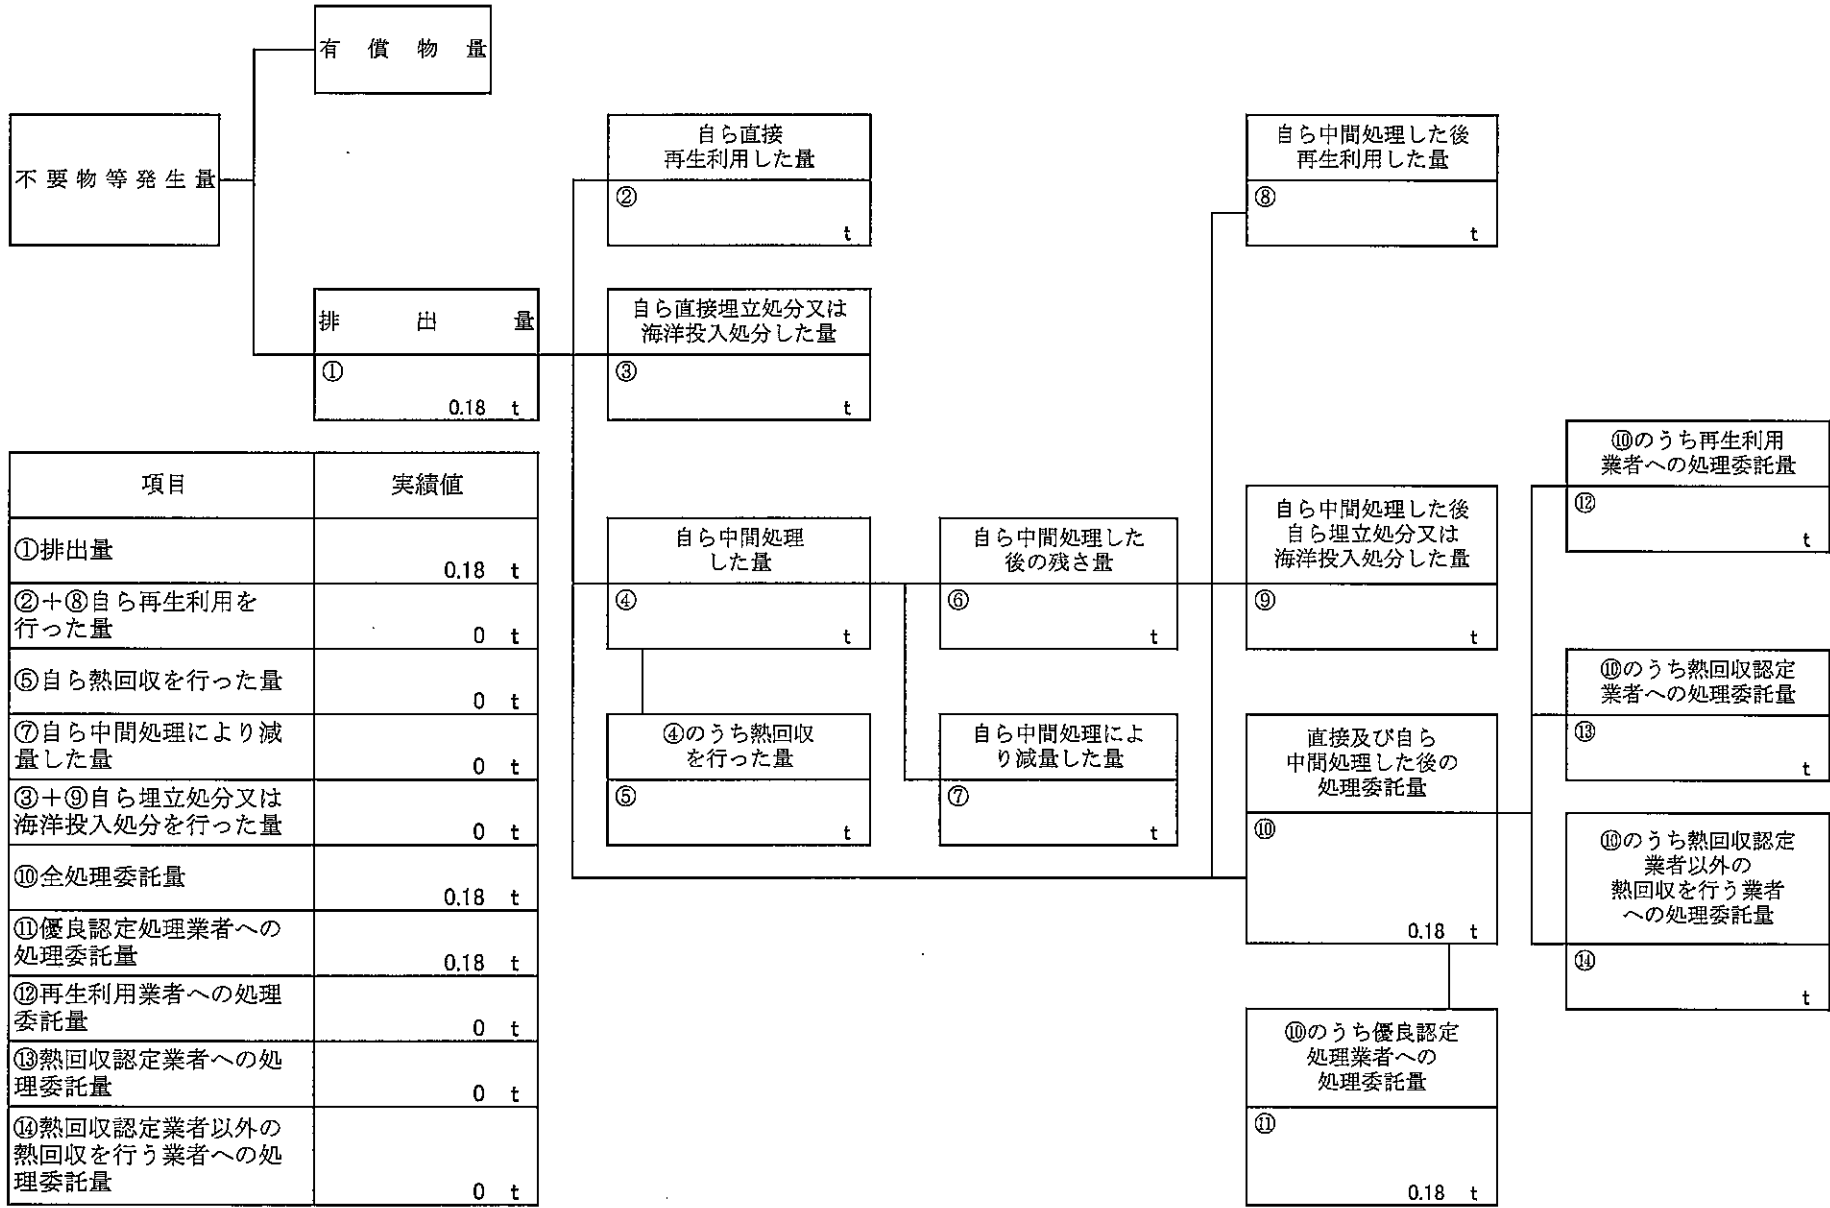 有償物量
不要物等発生量
自ら直接
再生利用した量
②
t
自ら中間処理した後
再生利用した量
⑧
t
排出量
①
0.18 t
自ら直接埋立処分又は
海洋投入処分した量
③
t
項目 実績値
①排出量
0.18 t
②+⑧自ら再生利用を
行った量
0 t
⑤自ら熱回収を行った量
0 t
⑦自ら中間処理により減
量した量
0 t
③+⑨自ら埋立処分又は
海洋投入処分を行った量
0 t
⑩全処理委託量
0.18 t
⑪優良認定処理業者への
処理委託量
0.18 t
⑫再生利用業者への処理
委託量
0 t
⑬熱回収認定業者への処
理委託量
0 t
⑭熱回収認定業者以外の
熱回収を行う業者への処
理委託量
0 t
自ら中間処理
した量
④
t
④のうち熱回収
を行った量
⑤
t
自ら中間処理した
後の残さ量
⑥
t
自ら中間処理によ
り減量した量
⑦
t
自ら中間処理した後
自ら埋立処分又は
海洋投入処分した量
⑨
t
直接及び自ら
中間処理した後の
処理委託量
⑩
0.18 t
⑩のうち優良認定
処理業者への
処理委託量
⑪
0.18 t
⑩のうち再生利用
業者への処理委託量
⑫
t
⑩のうち熱回収認定
業者への処理委託量
⑬
t
⑩のうち熱回収認定
業者以外の
熱回収を行う業者
への処理委託量
⑭
t